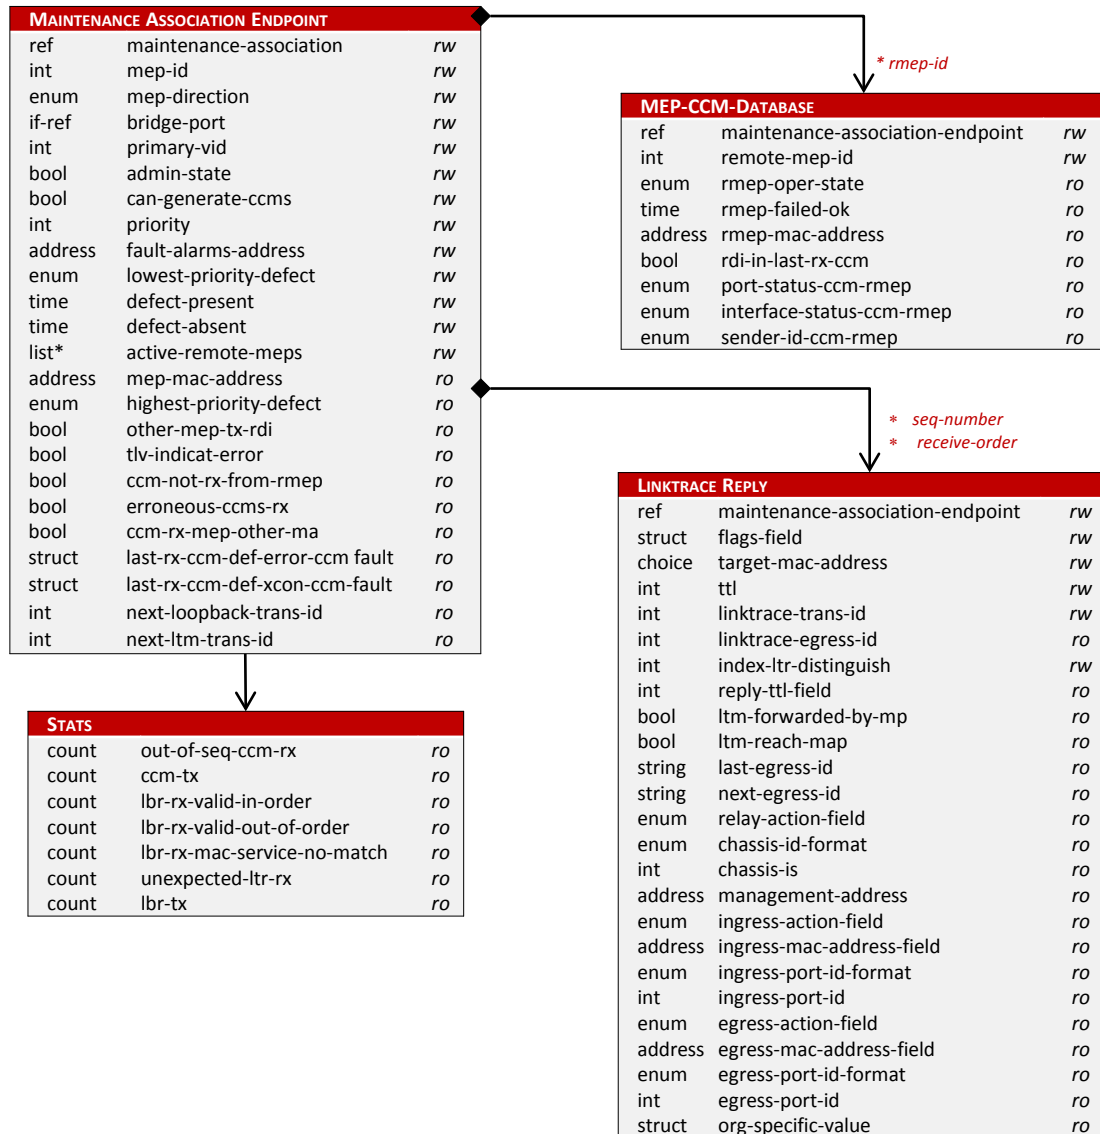 MAINTENANCE ASSOCIATION ENDPOINT
ref maintenance-association rw
int mep-id rw
enum mep-direction rw
if-ref bridge-port rw
int primary-vid rw
bool admin-state rw
bool can-generate-ccms rw
int priority rw
address fault-alarms-address rw
enum lowest-priority-defect rw
time defect-present rw
time defect-absent rw
list* active-remote-meps rw
address mep-mac-address ro
enum highest-priority-defect ro
bool other-mep-tx-rdi ro
bool tlv-indicat-error ro
bool ccm-not-rx-from-rmep ro
bool erroneous-ccms-rx ro
bool ccm-rx-mep-other-ma ro
struct last-rx-ccm-def-error-ccm fault ro
struct last-rx-ccm-def-xcon-ccm-fault ro
int next-loopback-trans-id ro
int next-ltm-trans-id ro
* rmep-id
MEP-CCM-DATABASE
ref maintenance-association-endpoint rw
int remote-mep-id rw
enum rmep-oper-state ro
time rmep-failed-ok ro
address rmep-mac-address ro
bool rdi-in-last-rx-ccm ro
enum port-status-ccm-rmep ro
enum interface-status-ccm-rmep ro
enum sender-id-ccm-rmep ro
* seq-number
* receive-order
LINKTRACE REPLY
ref maintenance-association-endpoint rw
struct flags-field rw
choice target-mac-address rw
int ttl rw
int linktrace-trans-id rw
int linktrace-egress-id ro
int index-ltr-distinguish rw
int reply-ttl-field ro
bool ltm-forwarded-by-mp ro
bool ltm-reach-map ro
string last-egress-id ro
string next-egress-id ro
enum relay-action-field ro
enum chassis-id-format ro
int chassis-is ro
address management-address ro
enum ingress-action-field ro
address ingress-mac-address-field ro
enum ingress-port-id-format ro
int ingress-port-id ro
enum egress-action-field ro
address egress-mac-address-field ro
enum egress-port-id-format ro
int egress-port-id ro
struct org-specific-value ro
STATS
count out-of-seq-ccm-rx ro
count ccm-tx ro
count lbr-rx-valid-in-order ro
count lbr-rx-valid-out-of-order ro
count lbr-rx-mac-service-no-match ro
count unexpected-ltr-rx ro
count lbr-tx ro